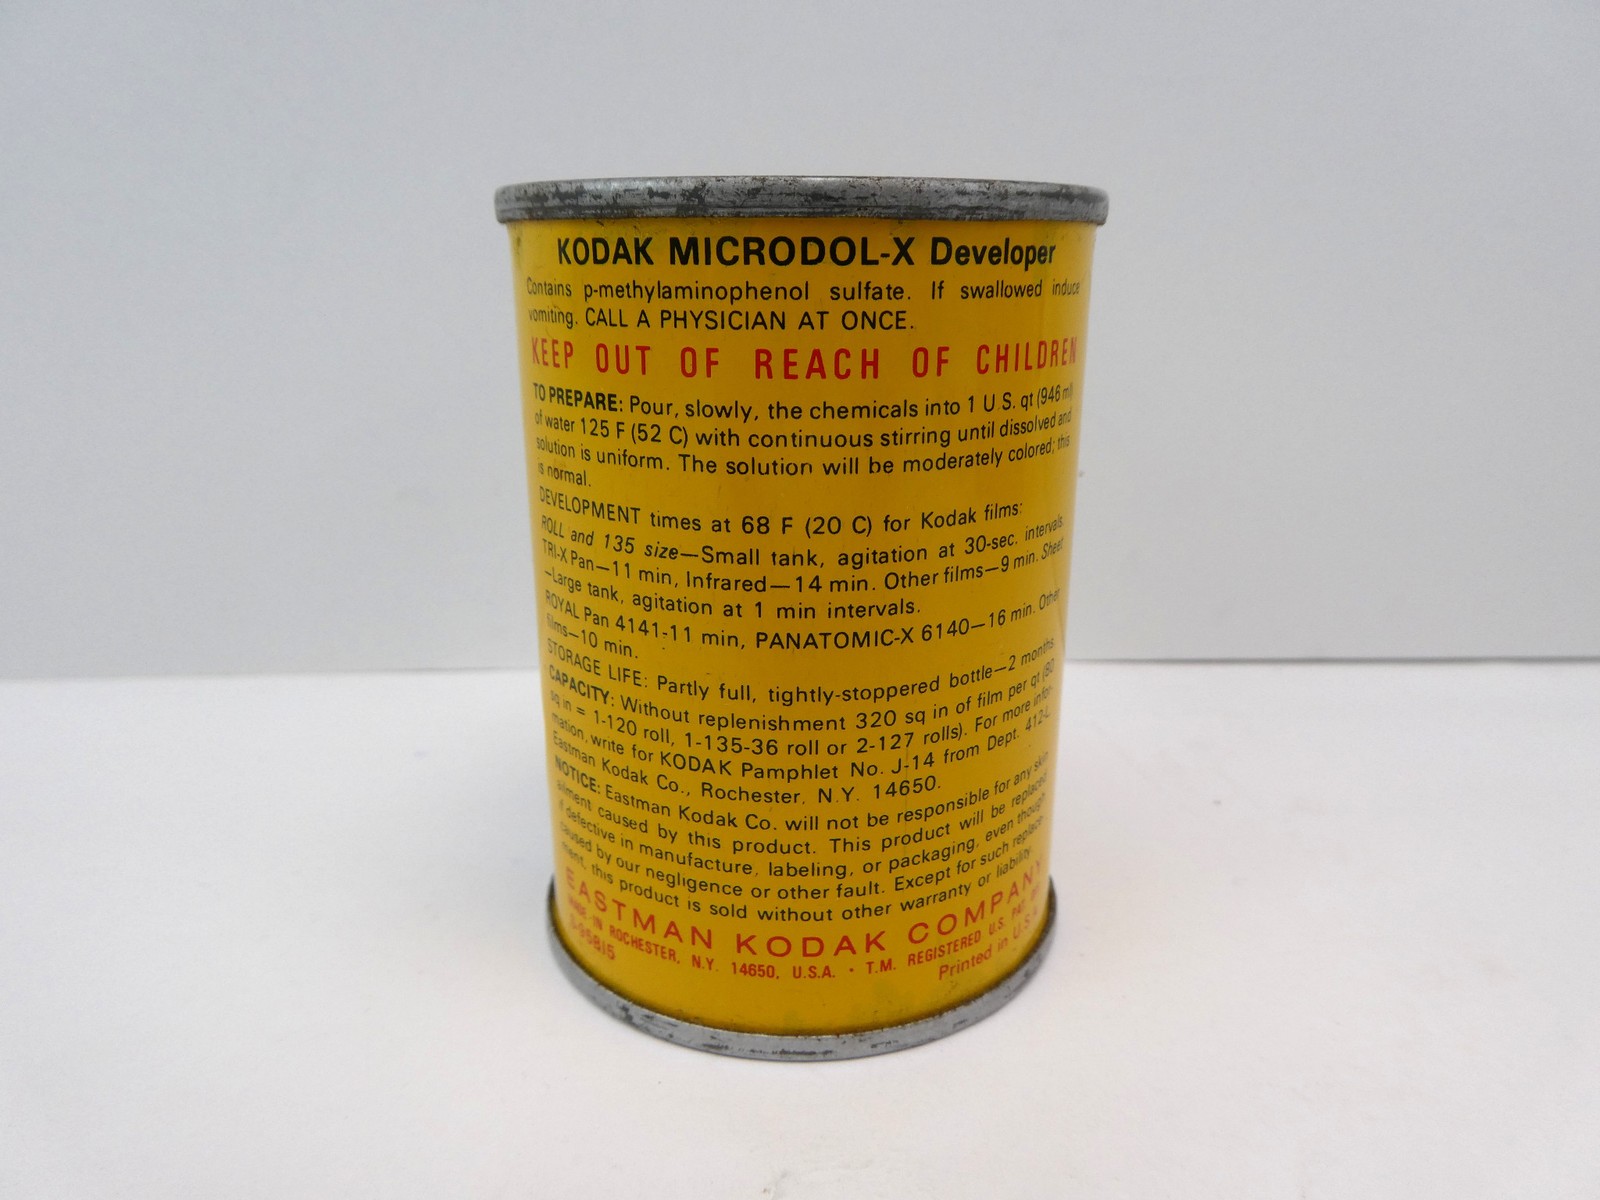 KODAK MICRODOL-X Developer
Contains p-methylaminophenol sulfate. If swallowed induce
vomiting. CALL A PHYSICIAN AT ONCE.
KEEP OUT OF REACH OF CHILDREN
TO PREPARE: Pour, slowly, the chemicals into 1 U.S. qt (946 ml)
of water 125 F (52 C) with continuous stirring until dissolved and
solution is uniform. The solution will be moderately colored; this
is normal.
DEVELOPMENT times at 68 F (20 C) for Kodak films:
ROLL and 135 size—Small tank, agitation at 30-sec. intervals.
TRI-X Pan—11 min, Infrared—14 min. Other films—9 min. Sheet
—Large tank, agitation at 1 min intervals.
ROYAL Pan 4141-11 min, PANATOMIC-X 6140—16 min. Other
films—10 min.
STORAGE LIFE: Partly full, tightly-stoppered bottle—2 months
CAPACITY: Without replenishment 320 sq in of film per qt (80
sq in = 1-120 roll, 1-135-36 roll or 2-127 rolls). For more infor-
mation, write for KODAK Pamphlet No. J-14 from Dept. 412-L
Eastman Kodak Co., Rochester, N.Y. 14650.
NOTICE: Eastman Kodak Co. will not be responsible for any skin
ailment caused by this product. This product will be replaced
if defective in manufacture, labeling, or packaging, even though
caused by our negligence or other fault. Except for such replace-
ment, this product is sold without other warranty or liability.
EASTMAN KODAK COMPANY
MADE IN ROCHESTER, N.Y. 14650, U.S.A. · T.M. REGISTERED U.S. PAT.
Printed in U.S.A.